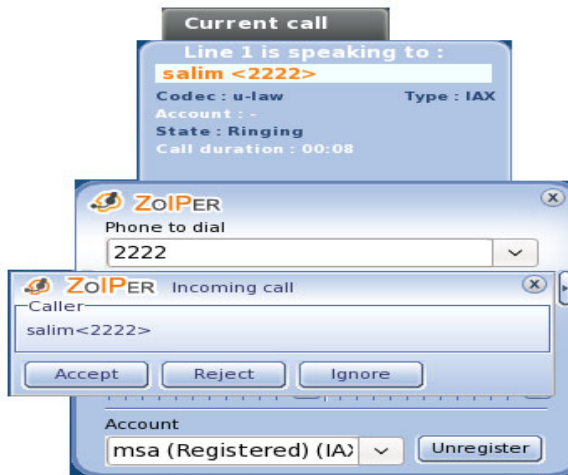 Current call
Line 1 is speaking to :
salim <2222>
Codec : u-law Type : IAX
Account : -
State : Ringing
Call duration : 00:08
ZOIPER
Phone to dial
2222
ZOIPER Incoming call
Caller
salim<2222>
Accept Reject Ignore
Account
msa (Registered) (IAX
Unregister